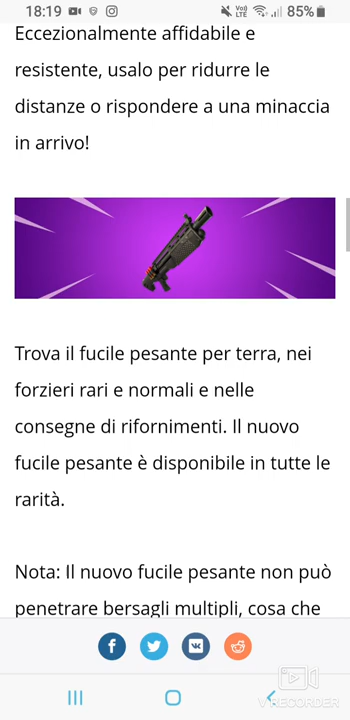 18:19 Vo)) LTE 85%
Eccezionalmente affidabile e
resistente, usalo per ridurre le
distanze o rispondere a una minaccia
in arrivo!
Trova il fucile pesante per terra, nei
forzieri rari e normali e nelle
consegne di rifornimenti. Il nuovo
fucile pesante è disponibile in tutte le
rarità.
Nota: Il nuovo fucile pesante non può
penetrare bersagli multipli, cosa che
VRECORDER